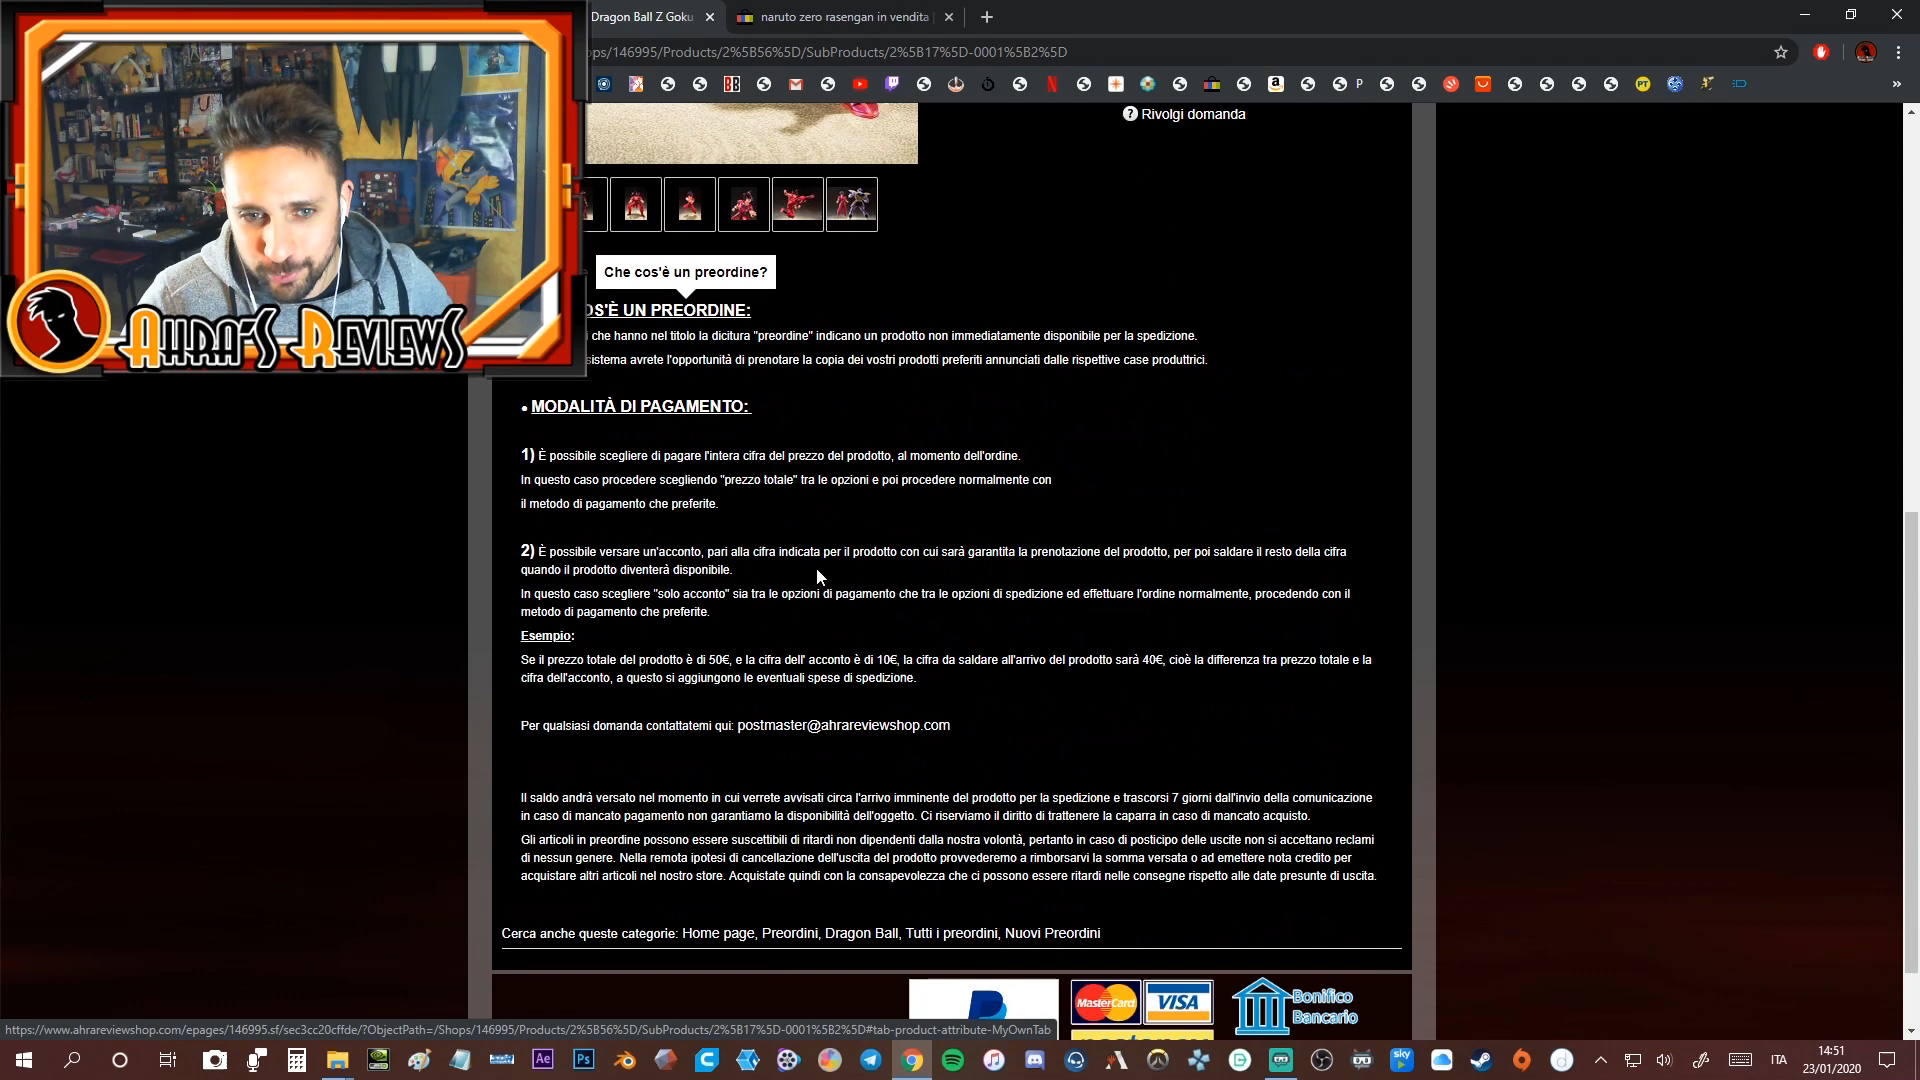 Dragon Ball Z Goku
naruto zero rasengan in vendita
ops/146995/Products/2%5B56%5D/SubProducts/2%5B17%5D-0001%5B2%5D
Rivolgi domanda
AHRA'S REVIEWS
Che cos'è un preordine?
OS'È UN PREORDINE:
i che hanno nel titolo la dicitura "preordine" indicano un prodotto non immediatamente disponibile per la spedizione.
sistema avrete l'opportunità di prenotare la copia dei vostri prodotti preferiti annunciati dalle rispettive case produttrici.
• MODALITÀ DI PAGAMENTO:
1) È possibile scegliere di pagare l'intera cifra del prezzo del prodotto, al momento dell'ordine.
In questo caso procedere scegliendo "prezzo totale" tra le opzioni e poi procedere normalmente con
il metodo di pagamento che preferite.
2) È possibile versare un'acconto, pari alla cifra indicata per il prodotto con cui sarà garantita la prenotazione del prodotto, per poi saldare il resto della cifra
quando il prodotto diventerà disponibile.
In questo caso scegliere "solo acconto" sia tra le opzioni di pagamento che tra le opzioni di spedizione ed effettuare l'ordine normalmente, procedendo con il
metodo di pagamento che preferite.
Esempio:
Se il prezzo totale del prodotto è di 50€, e la cifra dell' acconto è di 10€, la cifra da saldare all'arrivo del prodotto sarà 40€, cioè la differenza tra prezzo totale e la
cifra dell'acconto, a questo si aggiungono le eventuali spese di spedizione.
Per qualsiasi domanda contattatemi qui: postmaster@ahrareviewshop.com
Il saldo andrà versato nel momento in cui verrete avvisati circa l'arrivo imminente del prodotto per la spedizione e trascorsi 7 giorni dall'invio della comunicazione
in caso di mancato pagamento non garantiamo la disponibilità dell'oggetto. Ci riserviamo il diritto di trattenere la caparra in caso di mancato acquisto.
Gli articoli in preordine possono essere suscettibili di ritardi non dipendenti dalla nostra volontà, pertanto in caso di posticipo delle uscite non si accettano reclami
di nessun genere. Nella remota ipotesi di cancellazione dell'uscita del prodotto provvederemo a rimborsarvi la somma versata o ad emettere nota credito per
acquistare altri articoli nel nostro store. Acquistate quindi con la consapevolezza che ci possono essere ritardi nelle consegne rispetto alle date presunte di uscita.
Cerca anche queste categorie: Home page, Preordini, Dragon Ball, Tutti i preordini, Nuovi Preordini
MasterCard VISA Bonifico
Bancario
https://www.ahrareviewshop.com/epages/146995.sf/sec3cc20cffde/?ObjectPath=/Shops/146995/Products/2%5B56%5D/SubProducts/2%5B17%5D-0001%5B2%5D#tab-product-attribute-MyOwnTab
Ae Ps sky ITA 14:51
23/01/2020